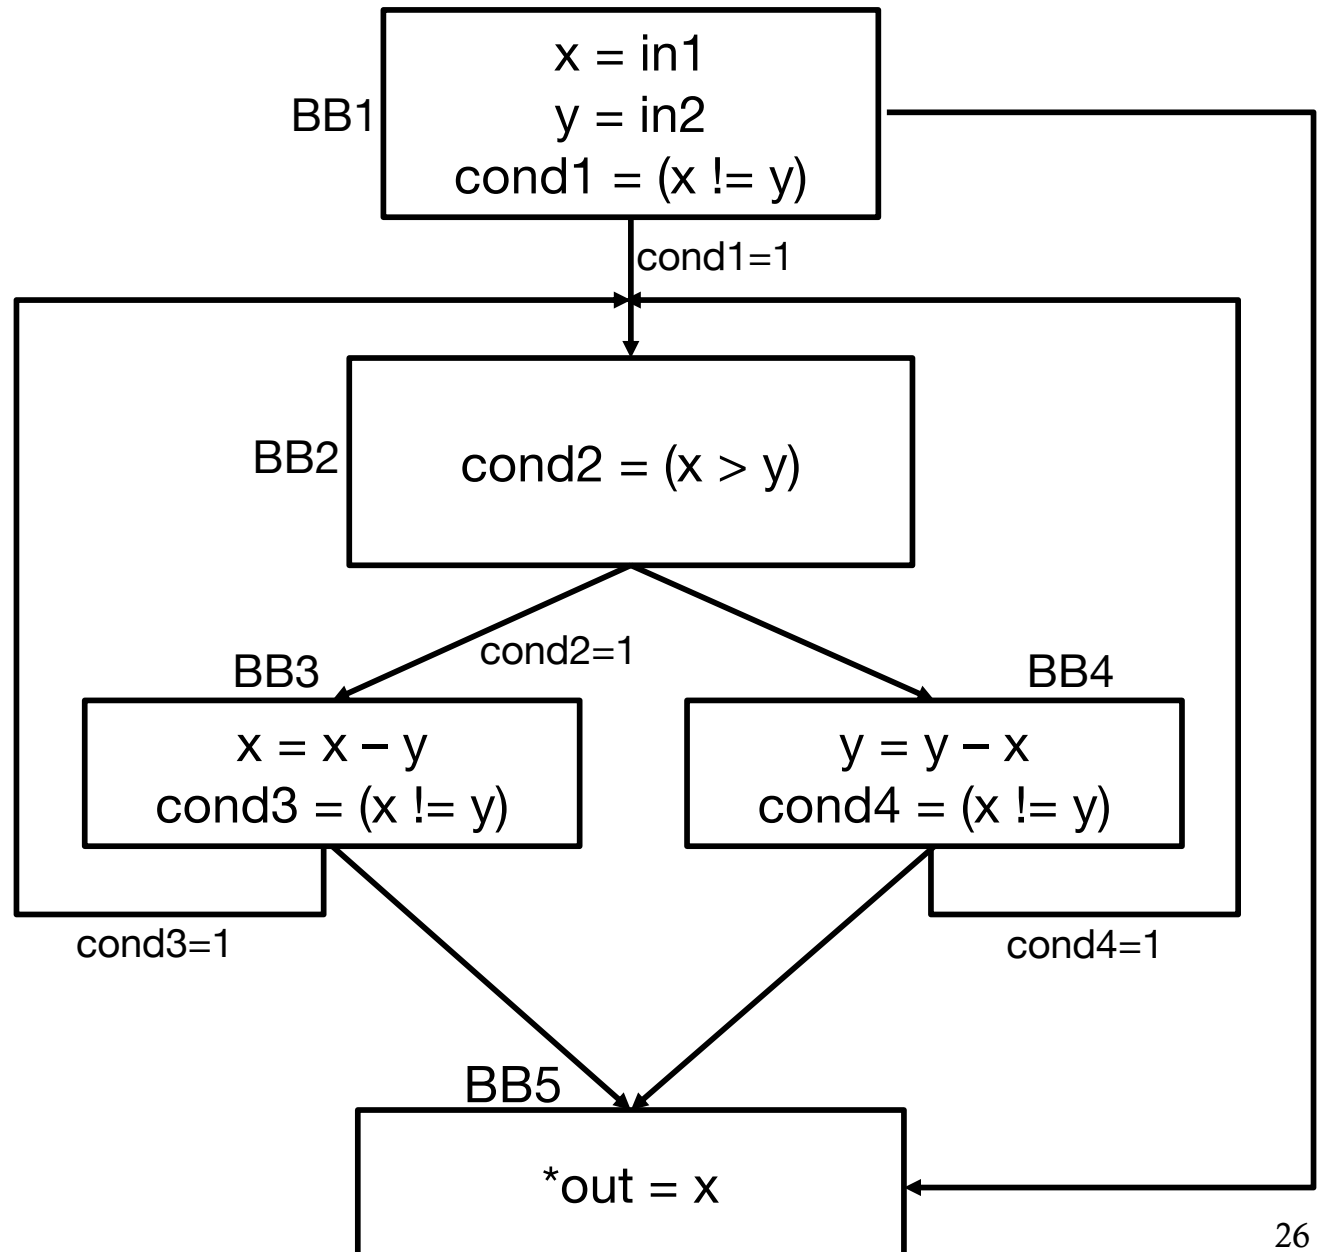 x = in1
BB1
y = in2
cond1 = (x != y)
cond1=1
BB2
cond2 = (x > y)
cond2=1
BB3
BB4
x = x – y
cond3 = (x != y)
y = y – x
cond4 = (x != y)
cond3=1
cond4=1
BB5
*out = x
26